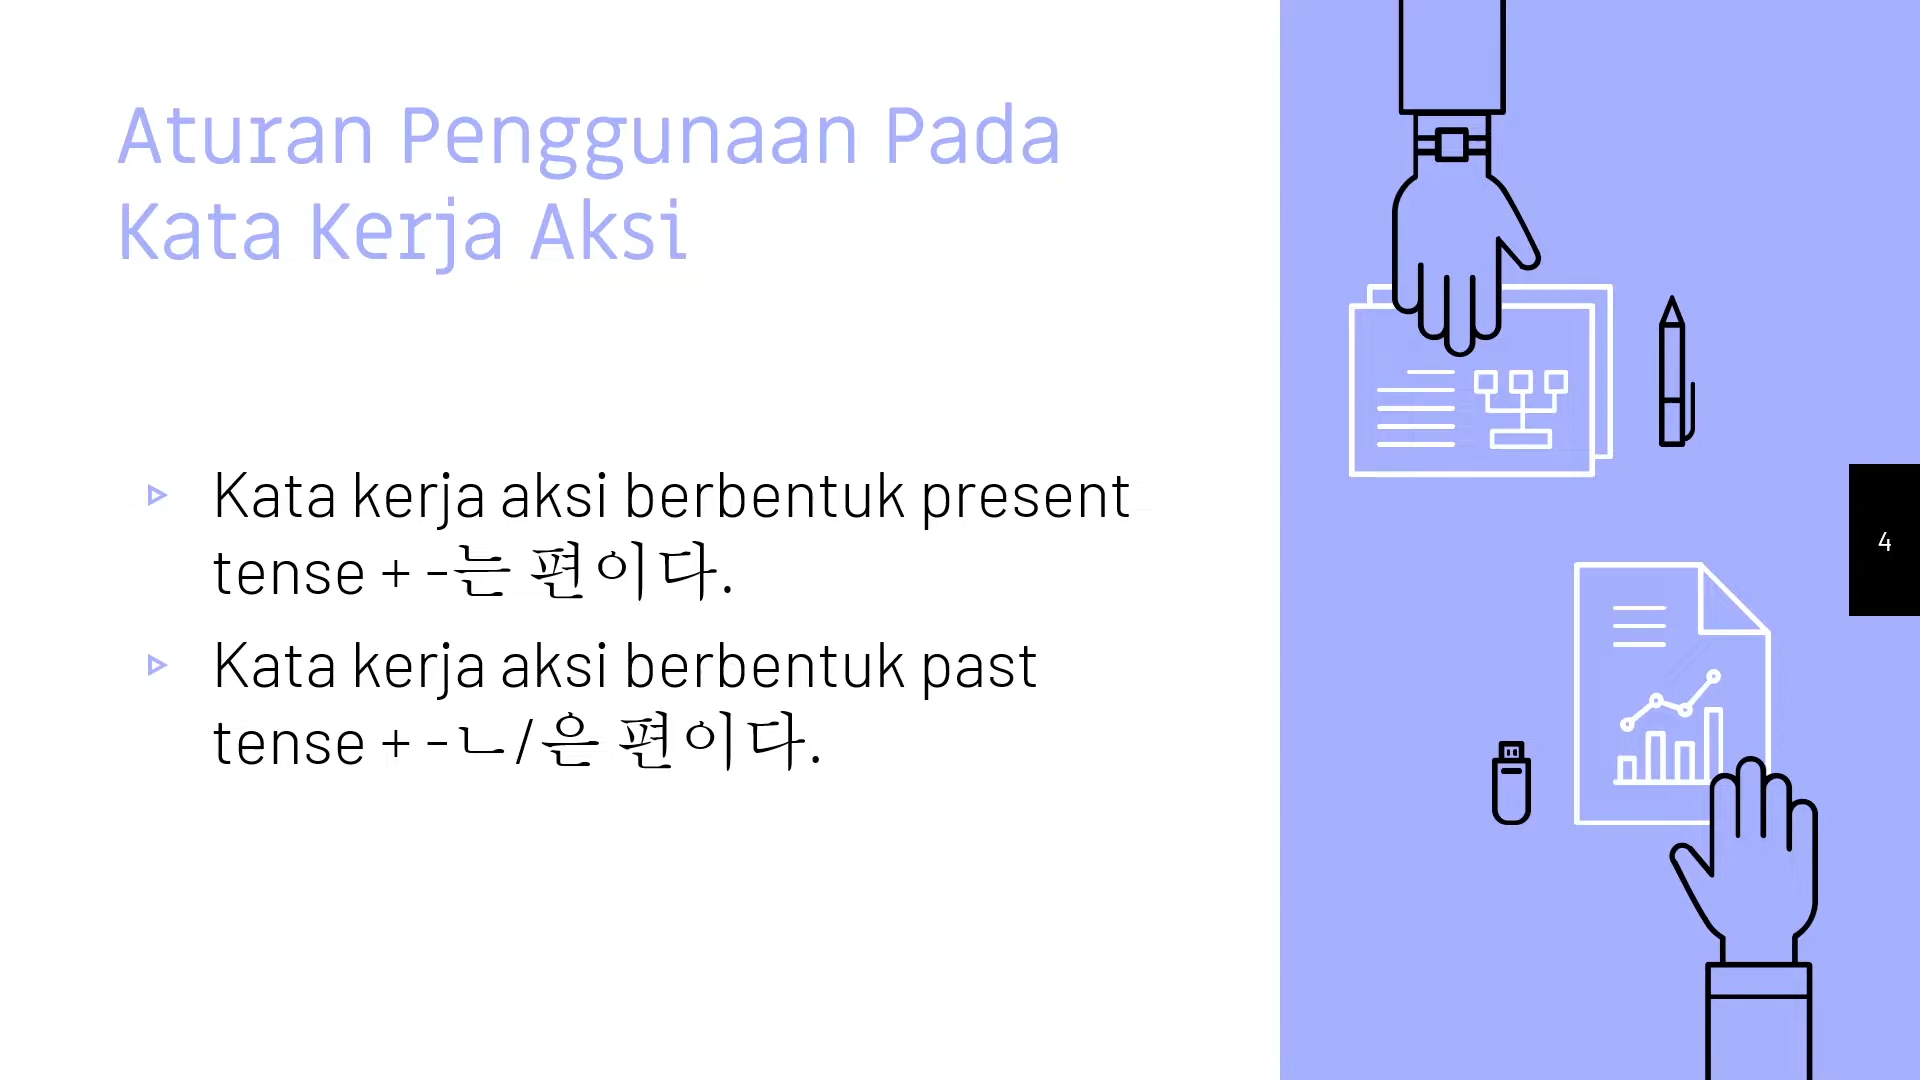 Aturan Penggunaan Pada
Kata Kerja Aksi
Kata kerja aksi berbentuk present
tense + -는 편이다.
Kata kerja aksi berbentuk past
tense + -ㄴ/은 편이다.
4